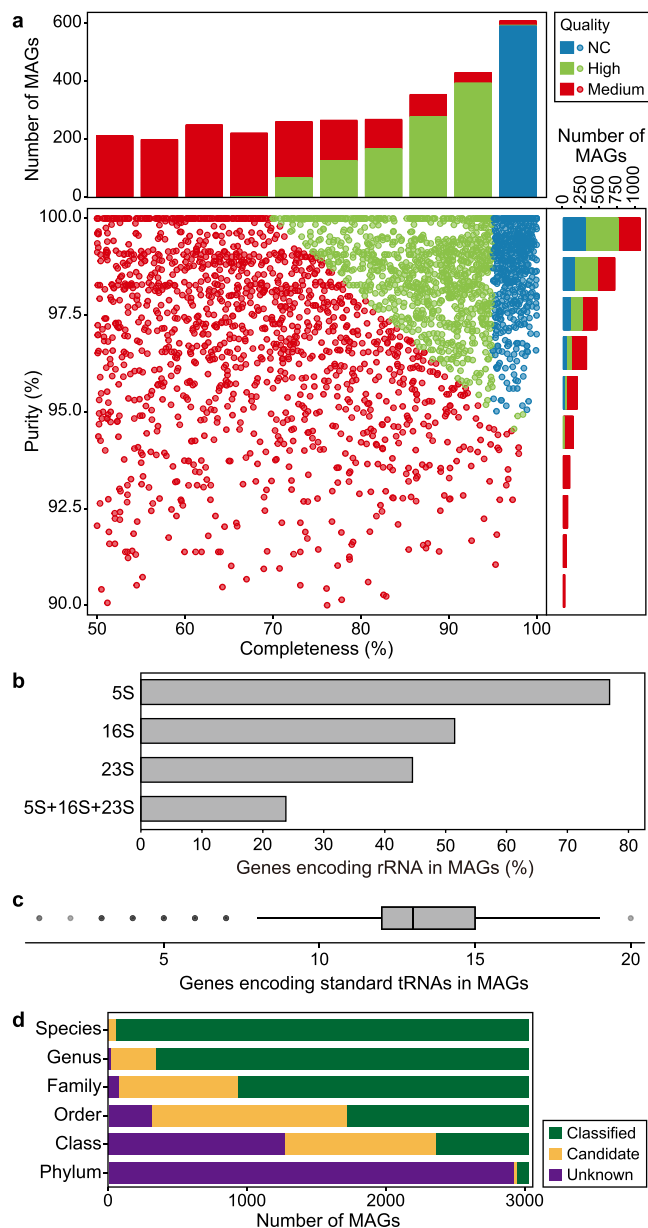 a
600
400
200
0
Number of MAGs
Quality
NC
High
Medium
Number of
MAGs
0
250
500
750
1000
100.0
97.5
95.0
92.5
90.0
Purity (%)
50
60
70
80
90
100
Completeness (%)
b
5S
16S
23S
5S+16S+23S
0
10
20
30
40
50
60
70
80
Genes encoding rRNA in MAGs (%)
c
5
10
15
20
Genes encoding standard tRNAs in MAGs
d
Species
Genus
Family
Order
Class
Phylum
0
1000
2000
3000
Number of MAGs
Classified
Candidate
Unknown